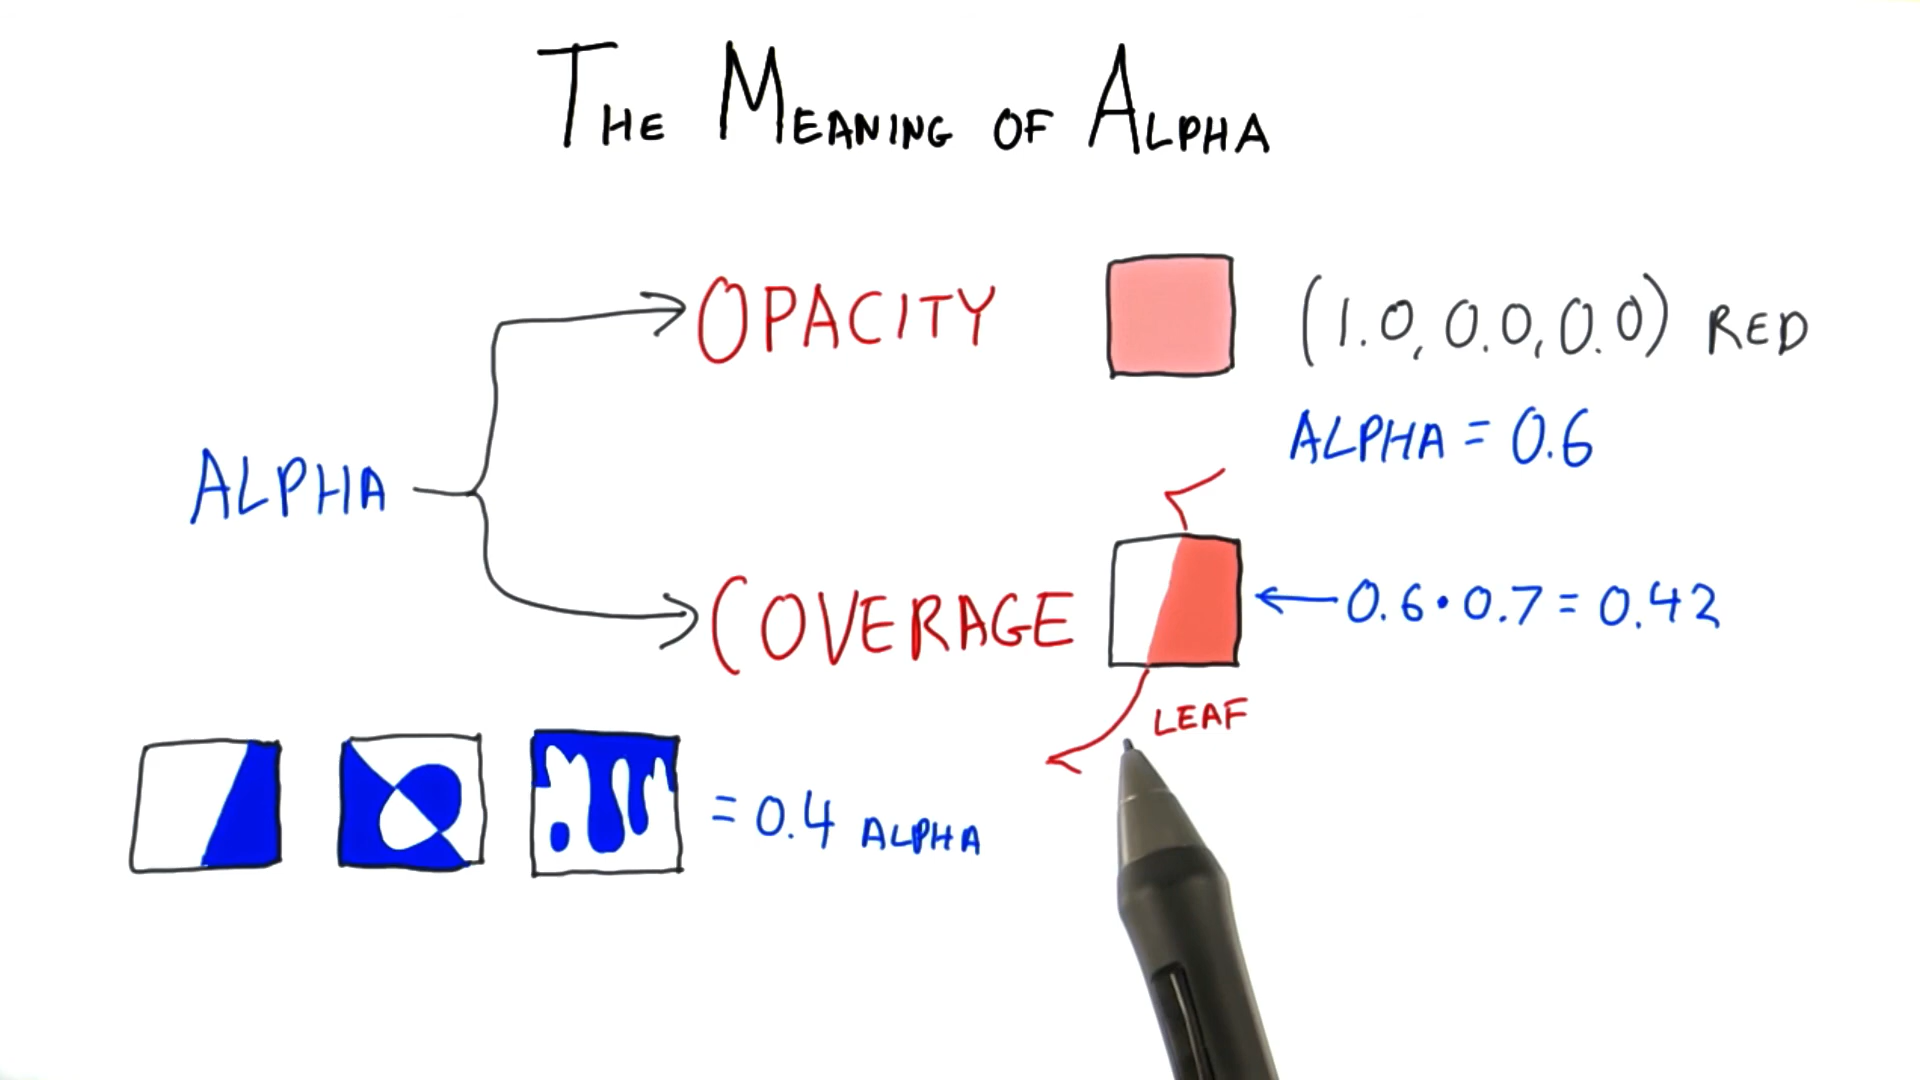 THE MEANING OF ALPHA
OPACITY
(1.0, 0.0, 0.0) RED
ALPHA = 0.6
ALPHA
COVERAGE
0.6 • 0.7 = 0.42
LEAF
= 0.4 ALPHA